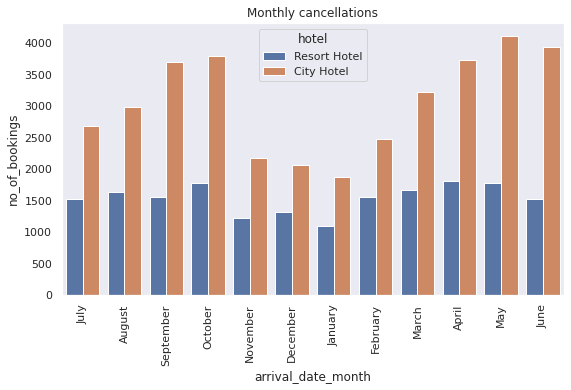 Monthly cancellations
hotel
Resort Hotel
City Hotel
no_of_bookings
4000
3500
3000
2500
2000
1500
1000
500
0
July
August
September
October
November
December
January
February
March
April
May
June
arrival_date_month